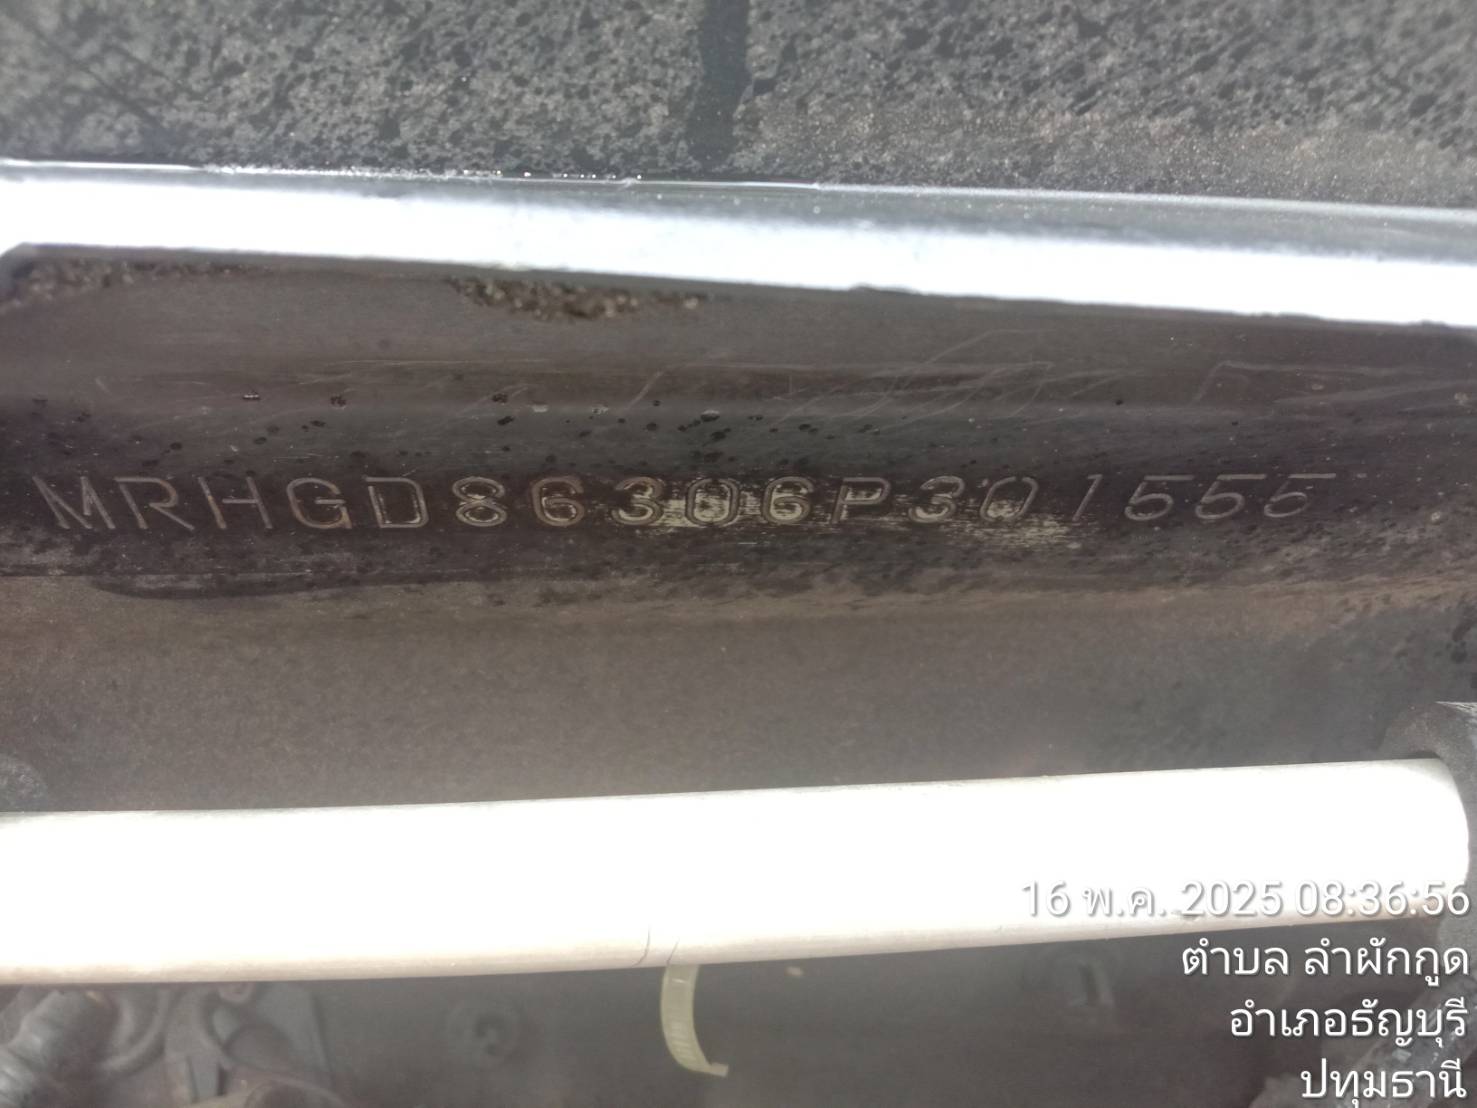 MRHGD86306P301555
16 พ.ค. 2025 08:36:56
ตำบล ลำผักกูด
อำเภอธัญบุรี
ปทุมธานี